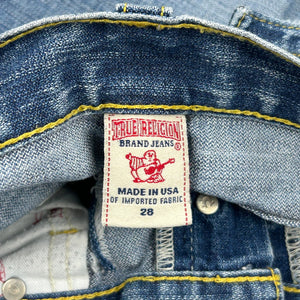 TRUE RELIGION
BRAND JEANS®
MADE IN USA
OF IMPORTED FABRIC
28